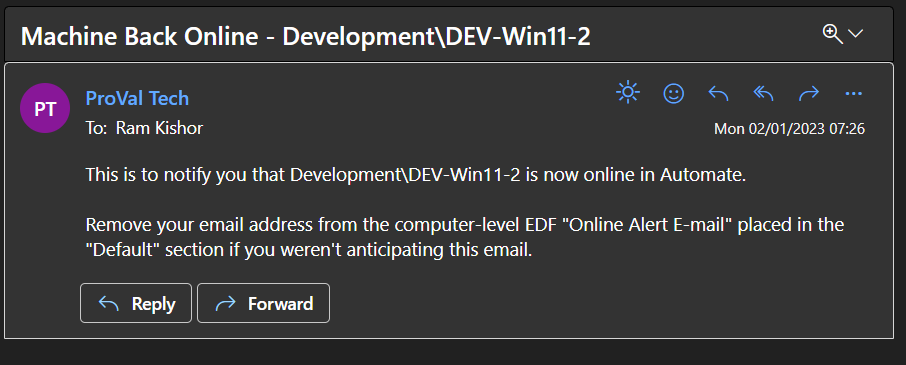 Machine Back Online - Development\DEV-Win11-2
PT
ProVal Tech
To: Ram Kishor
Mon 02/01/2023 07:26
This is to notify you that Development\DEV-Win11-2 is now online in Automate.
Remove your email address from the computer-level EDF "Online Alert E-mail" placed in the
"Default" section if you weren't anticipating this email.
Reply
Forward